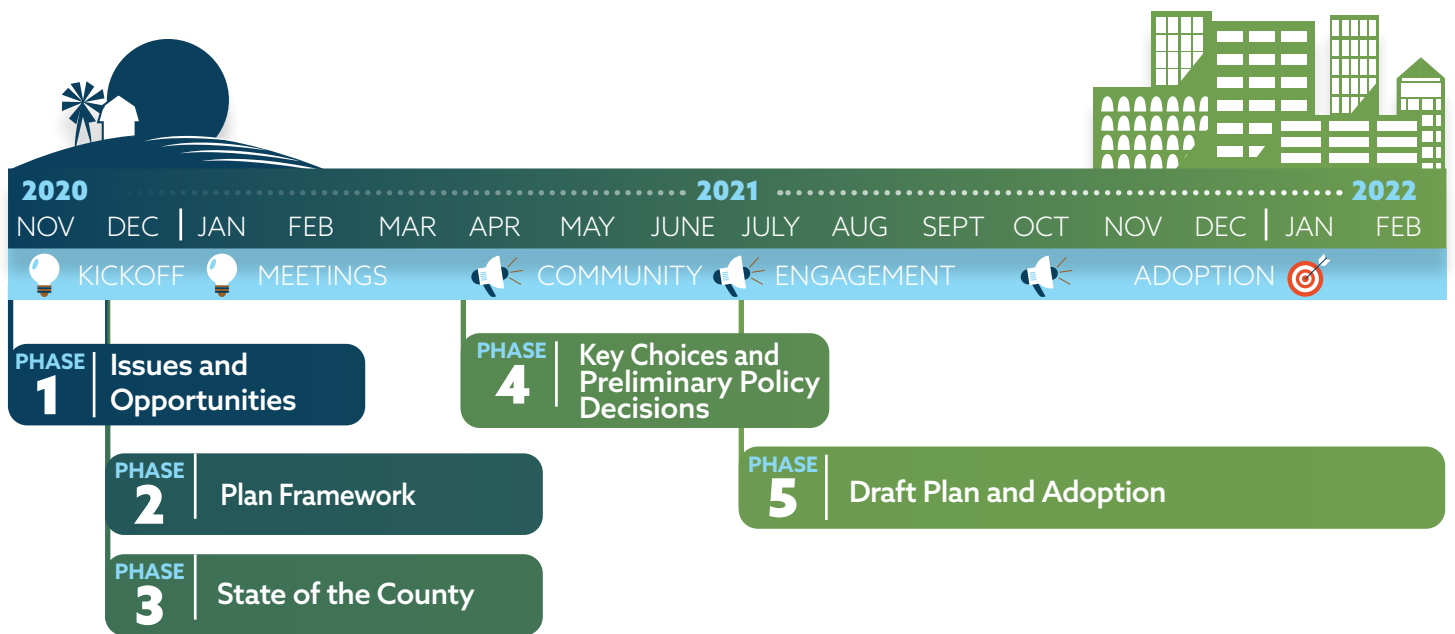 2020 2021 2022
NOV DEC JAN FEB MAR APR MAY JUNE JULY AUG SEPT OCT NOV DEC JAN FEB
KICKOFF MEETINGS COMMUNITY ENGAGEMENT ADOPTION
PHASE
1
Issues and
Opportunities
PHASE
4
Key Choices and
Preliminary Policy
Decisions
PHASE
2
Plan Framework
PHASE
5
Draft Plan and Adoption
PHASE
3
State of the County